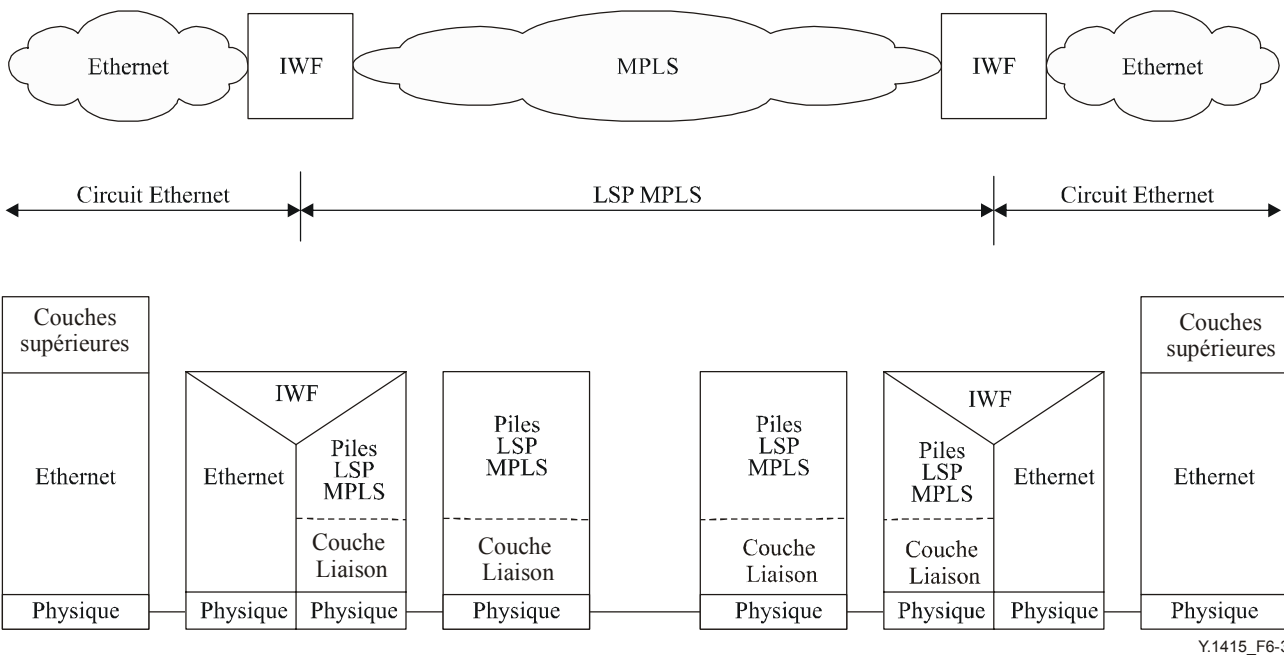 Ethernet
IWF
MPLS
IWF
Ethernet
Circuit Ethernet
LSP MPLS
Circuit Ethernet
Couches
supérieures
Ethernet
Physique
IWF
Ethernet
Piles
LSP
MPLS
Couche
Liaison
Physique
Physique
Piles
LSP
MPLS
Couche
Liaison
Physique
Piles
LSP
MPLS
Couche
Liaison
Physique
IWF
Piles
LSP
MPLS
Couche
Liaison
Ethernet
Physique
Physique
Couches
supérieures
Ethernet
Physique
Y.1415_F6-3